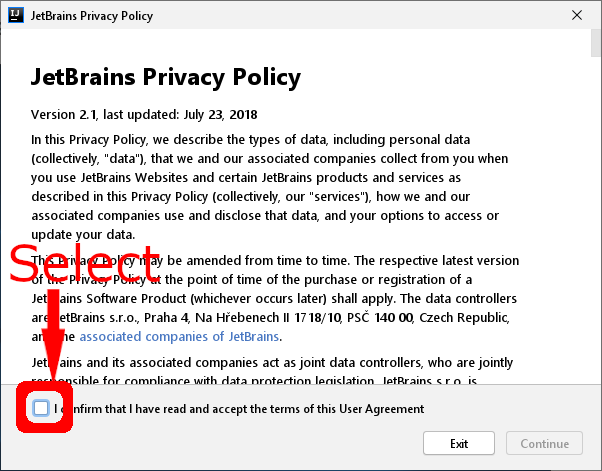 IJ JetBrains Privacy Policy
JetBrains Privacy Policy
Version 2.1, last updated: July 23, 2018
In this Privacy Policy, we describe the types of data, including personal data
(collectively, "data"), that we and our associated companies collect from you when
you use JetBrains Websites and certain JetBrains products and services as
described in this Privacy Policy (collectively, our "services"), how we and our
associated companies use and disclose that data, and your options to access or
update your data.
Select
This Privacy Policy may be amended from time to time. The respective latest version
of the Privacy Policy at the point of time of the purchase or registration of a
JetBrains Software Product (whichever occurs later) shall apply. The data controllers
are JetBrains s.r.o., Praha 4, Na Hřebenech II 1718/10, PSČ 140 00, Czech Republic,
and the associated companies of JetBrains.
JetBrains and its associated companies act as joint data controllers, who are jointly
responsible for compliance with data protection legislation. JetBrains s.r.o. is
I confirm that I have read and accept the terms of this User Agreement
Exit
Continue